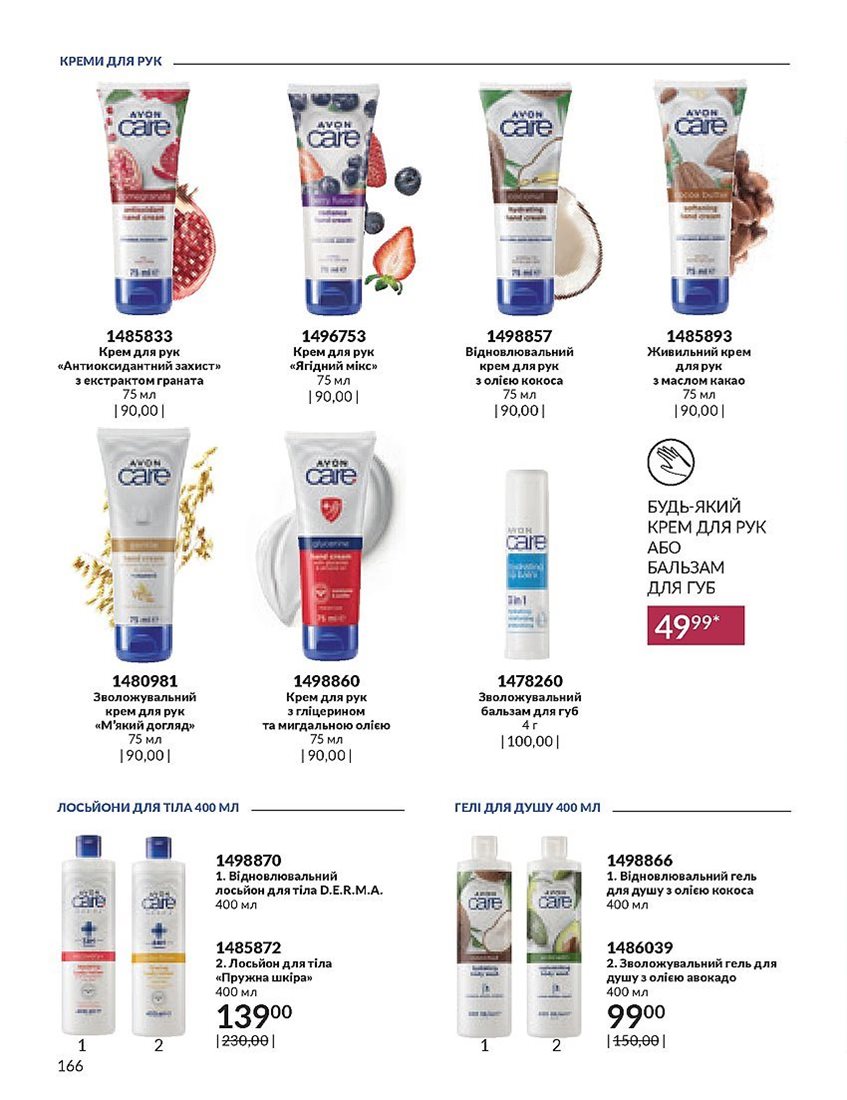 КРЕМИ ДЛЯ РУК
AVON
care
pomegranate
antioxidant
hand cream
75 ml e
AVON
care
berry fusion
radiance
hand cream
75 ml e
AVON
care
coconut
hydrating
hand cream
75 ml e
AVON
care
cocoa butter
softening
hand cream
75 ml e
1485833
Крем для рук
«Антиоксидантний захист»
з екстрактом граната
75 мл
|90,00|
1496753
Крем для рук
«Ягідний мікс»
75 мл
|90,00|
1498857
Відновлювальний
крем для рук
з олією кокоса
75 мл
|90,00|
1485893
Живильний крем
для рук
з маслом какао
75 мл
|90,00|
AVON
care
gentle
hand cream
75 ml e
AVON
care
glycerine
hand cream
75 ml e
AVON
care
hydrating
lip balm
3 in 1
БУДЬ-ЯКИЙ
КРЕМ ДЛЯ РУК
АБО
БАЛЬЗАМ
ДЛЯ ГУБ
49⁹⁹*
1480981
Зволожувальний
крем для рук
«М’який догляд»
75 мл
|90,00|
1498860
Крем для рук
з гліцерином
та мигдальною олією
75 мл
|90,00|
1478260
Зволожувальний
бальзам для губ
4 г
|100,00|
ЛОСЬЙОНИ ДЛЯ ТІЛА 400 МЛ
AVON
care
AVON
care
1
2
1498870
1. Відновлювальний
лосьйон для тіла D.E.R.M.A.
400 мл
1485872
2. Лосьйон для тіла
«Пружна шкіра»
400 мл
139⁰⁰
|230,00|
ГЕЛІ ДЛЯ ДУШУ 400 МЛ
AVON
care
body wash
AVON
care
body wash
1
2
1498866
1. Відновлювальний гель
для душу з олією кокоса
400 мл
1486039
2. Зволожувальний гель для
душу з олією авокадо
400 мл
99⁰⁰
|150,00|
166